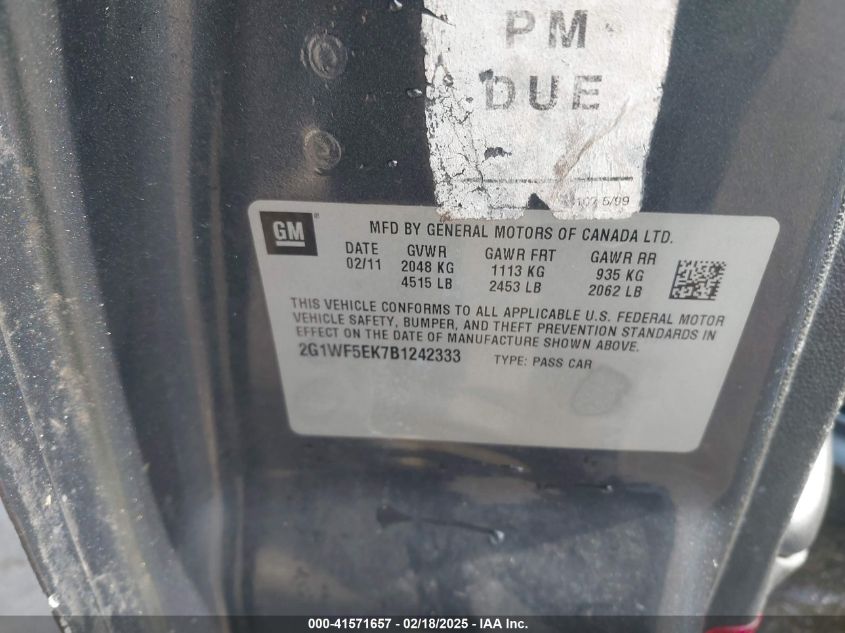 PM
DUE
5/09
GM
MFD BY GENERAL MOTORS OF CANADA LTD.
DATE GVWR GAWR FRT GAWR RR
02/11 2048 KG 1113 KG 935 KG
4515 LB 2453 LB 2062 LB
THIS VEHICLE CONFORMS TO ALL APPLICABLE U.S. FEDERAL MOTOR
VEHICLE SAFETY, BUMPER, AND THEFT PREVENTION STANDARDS IN
EFFECT ON THE DATE OF MANUFACTURE SHOWN ABOVE.
2G1WF5EK7B1242333 TYPE: PASS CAR
000-41571657 / 02/18/2025 - IAA Inc.